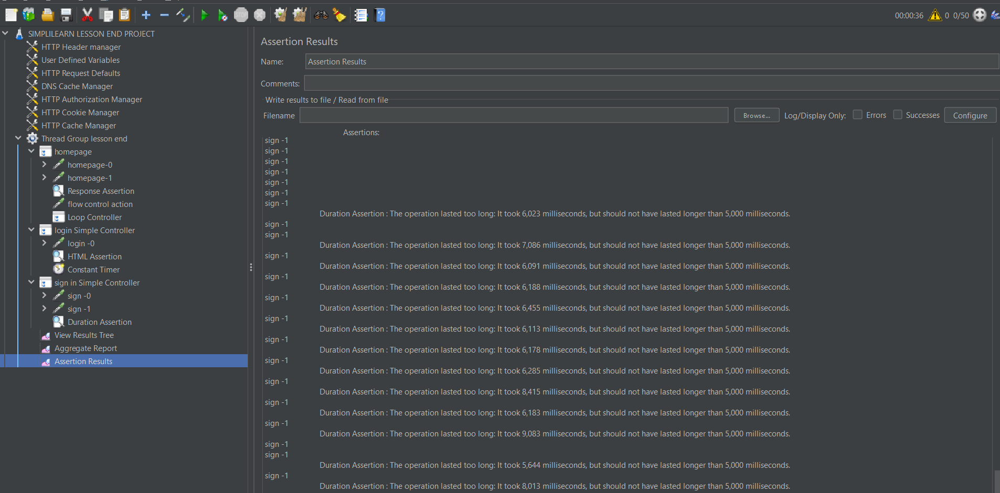 00:00:36 0 0/50
SIMPLILEARN LESSON END PROJECT
HTTP Header manager
User Defined Variables
HTTP Request Defaults
DNS Cache Manager
HTTP Authorization Manager
HTTP Cookie Manager
HTTP Cache Manager
Thread Group lesson end
homepage
homepage-0
homepage-1
Response Assertion
flow control action
Loop Controller
login Simple Controller
login -0
HTML Assertion
Constant Timer
sign in Simple Controller
sign -0
sign -1
Duration Assertion
View Results Tree
Aggregate Report
Assertion Results
Assertion Results
Name: Assertion Results
Comments:
Write results to file / Read from file
Filename Browse... Log/Display Only: Errors Successes Configure
Assertions:
sign -1
sign -1
sign -1
sign -1
sign -1
sign -1
sign -1
Duration Assertion : The operation lasted too long: It took 6,023 milliseconds, but should not have lasted longer than 5,000 milliseconds.
sign -1
sign -1
Duration Assertion : The operation lasted too long: It took 7,086 milliseconds, but should not have lasted longer than 5,000 milliseconds.
sign -1
Duration Assertion : The operation lasted too long: It took 6,091 milliseconds, but should not have lasted longer than 5,000 milliseconds.
sign -1
Duration Assertion : The operation lasted too long: It took 6,188 milliseconds, but should not have lasted longer than 5,000 milliseconds.
sign -1
Duration Assertion : The operation lasted too long: It took 6,455 milliseconds, but should not have lasted longer than 5,000 milliseconds.
sign -1
Duration Assertion : The operation lasted too long: It took 6,113 milliseconds, but should not have lasted longer than 5,000 milliseconds.
sign -1
Duration Assertion : The operation lasted too long: It took 6,178 milliseconds, but should not have lasted longer than 5,000 milliseconds.
sign -1
Duration Assertion : The operation lasted too long: It took 6,285 milliseconds, but should not have lasted longer than 5,000 milliseconds.
sign -1
Duration Assertion : The operation lasted too long: It took 8,415 milliseconds, but should not have lasted longer than 5,000 milliseconds.
sign -1
Duration Assertion : The operation lasted too long: It took 6,183 milliseconds, but should not have lasted longer than 5,000 milliseconds.
sign -1
Duration Assertion : The operation lasted too long: It took 9,083 milliseconds, but should not have lasted longer than 5,000 milliseconds.
sign -1
sign -1
Duration Assertion : The operation lasted too long: It took 5,644 milliseconds, but should not have lasted longer than 5,000 milliseconds.
sign -1
Duration Assertion : The operation lasted too long: It took 8,013 milliseconds, but should not have lasted longer than 5,000 milliseconds.